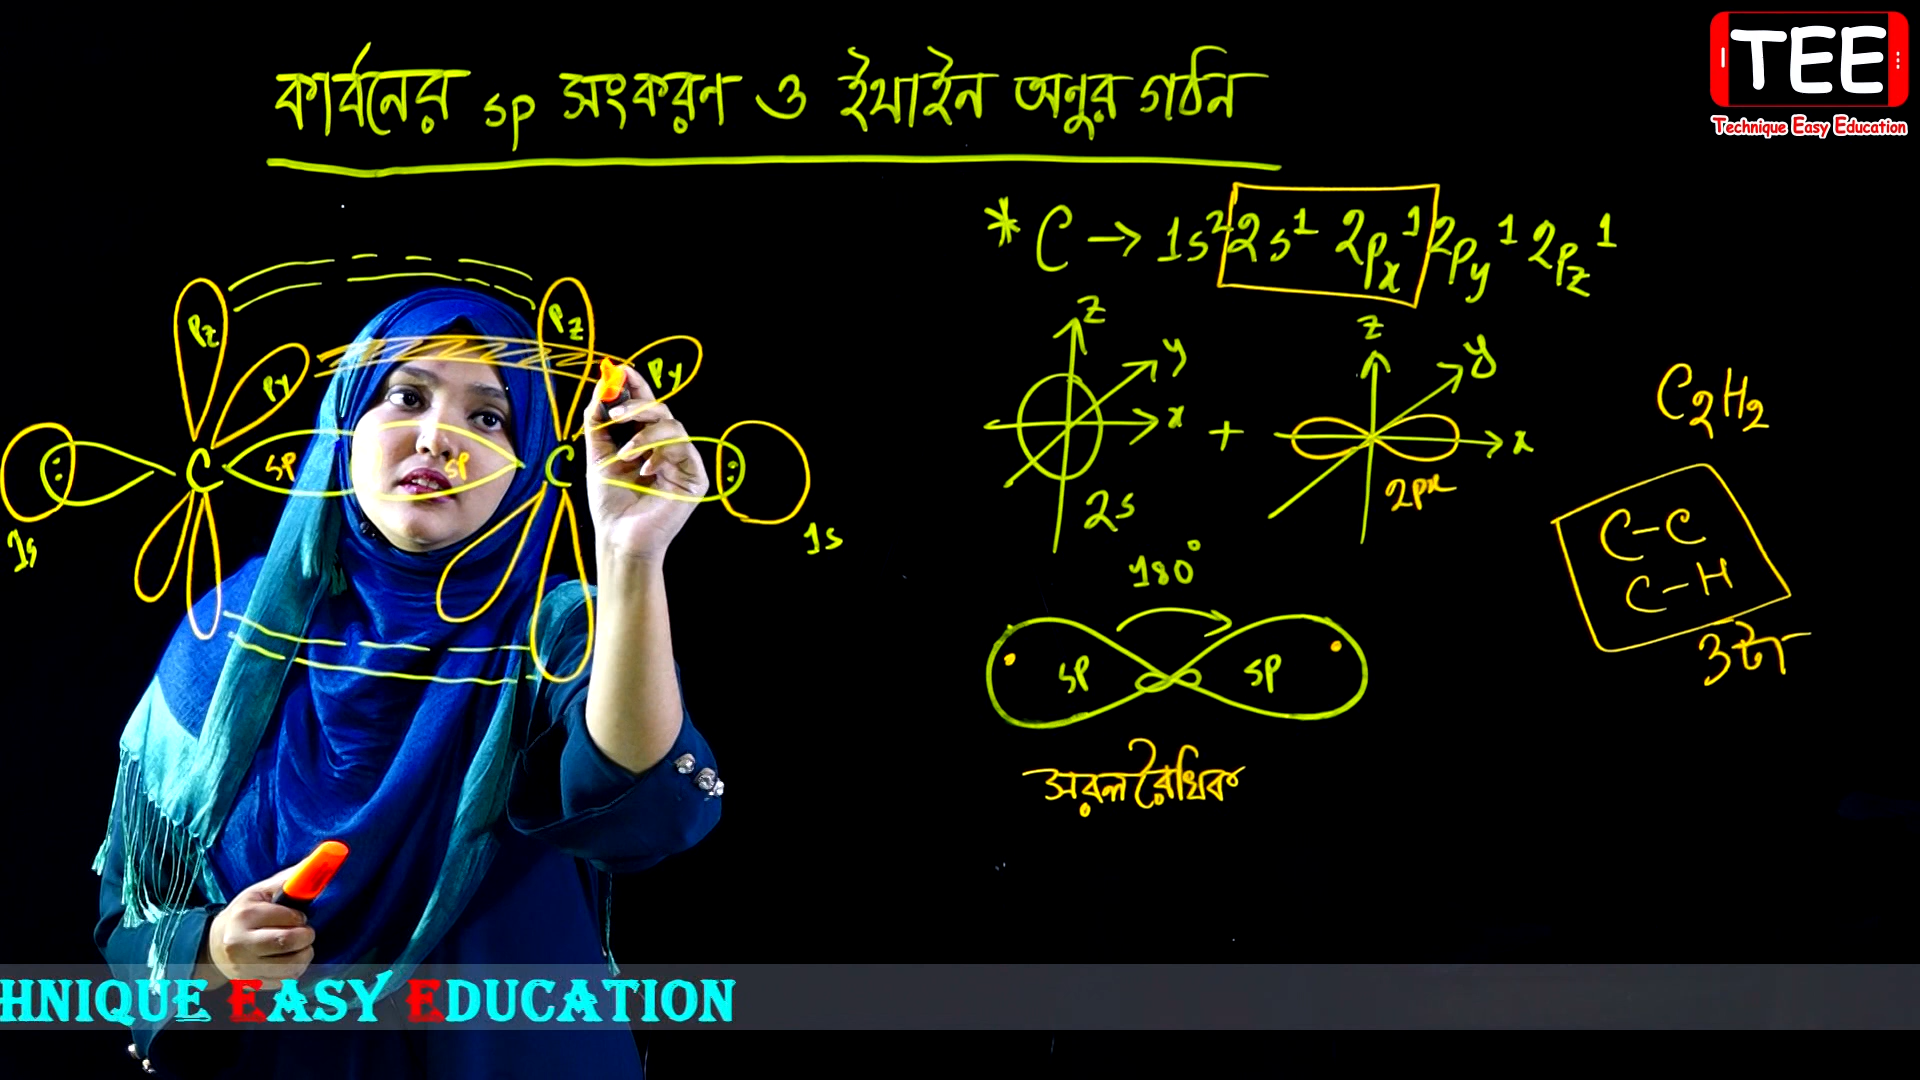 TEE
Technique Easy Education
কার্বনের sp সংকরণ ও ইথাইন অনুর গঠন
* C → 1s² 2s¹ 2pₓ¹ 2py¹ 2pz¹
z
y
x
2s
+
z
y
x
2px
C₂H₂
C-C
C-H
3টা
Pz
Py
Pz
Py
C
sp
sp
C
1s
1s
180°
sp
sp
সরলরৈখিক
HNIQUE EASY EDUCATION